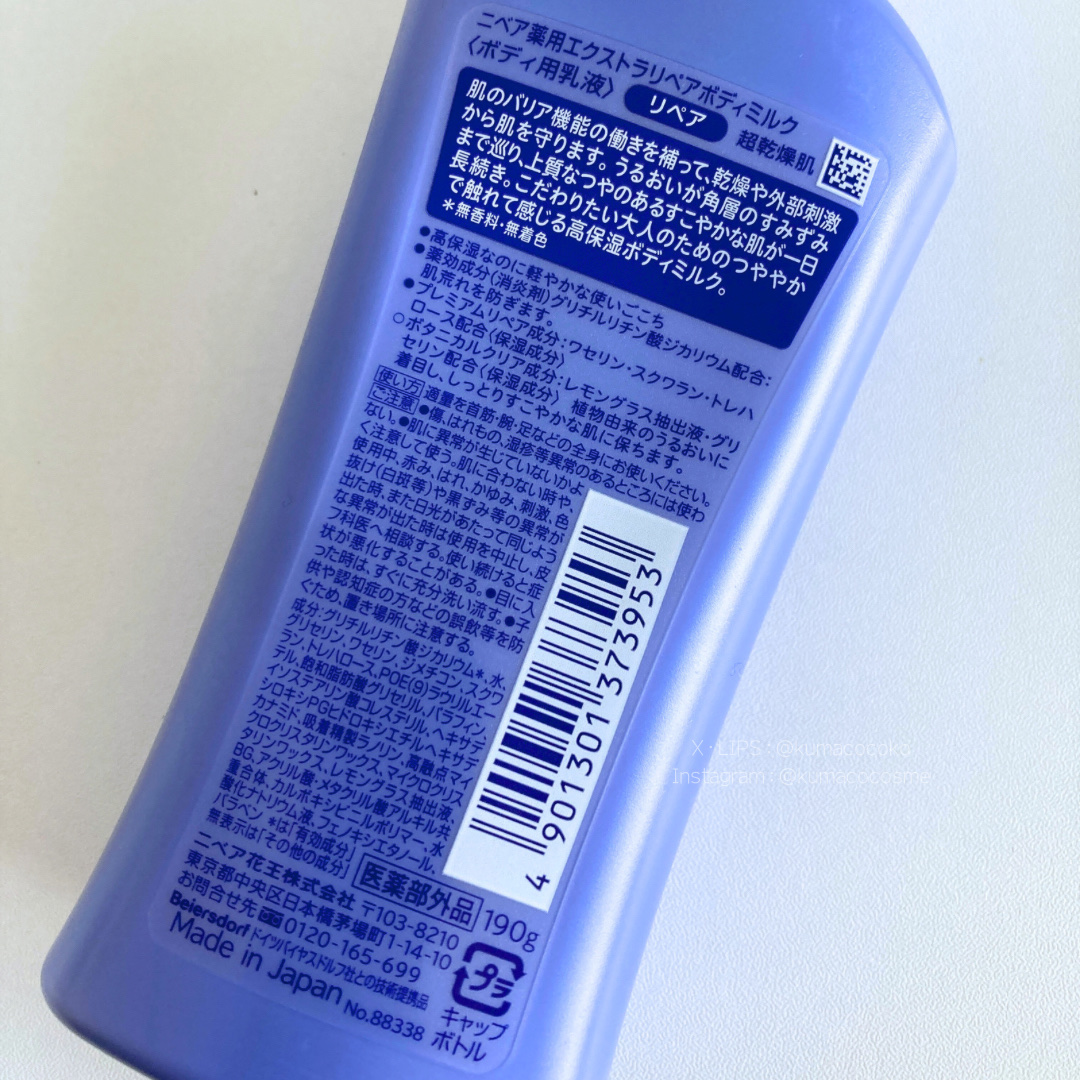 ニベア薬用エクストラリペアボディミルク
〈ボディ用乳液〉 リペア 超乾燥肌
肌のバリア機能の働きを補って、乾燥や外部刺激
から肌を守ります。うるおいが角層のすみずみ
まで巡り、上質なつやのあるすこやかな肌が一日
長続き。こだわりたい大人のためのつややか
で触れて感じる高保湿ボディミルク。
＊無香料・無着色
●高保湿なのに軽やかな使いごこち
●薬効成分（消炎剤）グリチルリチン酸ジカリウム配合：
肌荒れを防ぎます。
●プレミアムリペア成分：ワセリン・スクワラン・トレハ
ロース配合〈保湿成分〉
○ボタニカルクリア成分：レモングラス抽出液・グリ
セリン配合〈保湿成分〉 植物由来のうるおいに
着目し、しっとりすこやかな肌に保ちます。
使い方 適量を首筋・腕・足などの全身にお使いください。
ご注意 ●傷、はれもの、湿疹等異常のあるところには使わ
ない。●肌に異常が生じていないかよ
く注意して使う。肌に合わない時や、
使用中、赤み、はれ、かゆみ、刺激、色
抜け（白斑等）や黒ずみ等の異常が
出た時、また日光があたって同じよう
な異常が出た時は使用を中止し、皮
フ科医へ相談する。使い続けると症
状が悪化することがある。●目に入
った時は、すぐに充分洗い流す。●子
供や認知症の方などの誤飲等を防
ぐため、置き場所に注意する。
成分：グリチルリチン酸ジカリウム＊、水、
グリセリン、ワセリン、ジメチコン、スクワ
ラン、トレハロース、POE(9)ラウリルエー
テル、飽和脂肪酸グリセリル、パラフィン、
イソステアリン酸コレステリル、ヘキサデ
シロキシPGヒドロキシエチルヘキサデ
カナミド、吸着精製ラノリン、高融点マイ
クロクリスタリンワックス、マイクロクリス
タリンワックス、レモングラス抽出液、
BG、アクリル酸・メタクリル酸アルキル共
重合体、カルボキシビニルポリマー、水
酸化ナトリウム液、フェノキシエタノール、
パラベン ＊は「有効成分」
無表示は「その他の成分」
4 901301 373953
医薬部外品 190g
ニベア花王株式会社 〒103-8210
東京都中央区日本橋茅場町1-14-10
お問合せ先 0120-165-699
Beiersdorf ドイツバイヤスドルフ社との技術提携品
Made in Japan No.88338
プラ
キャップ
ボトル
X・LIPS : @kumacocoko
Instagram : @kumacocoeme